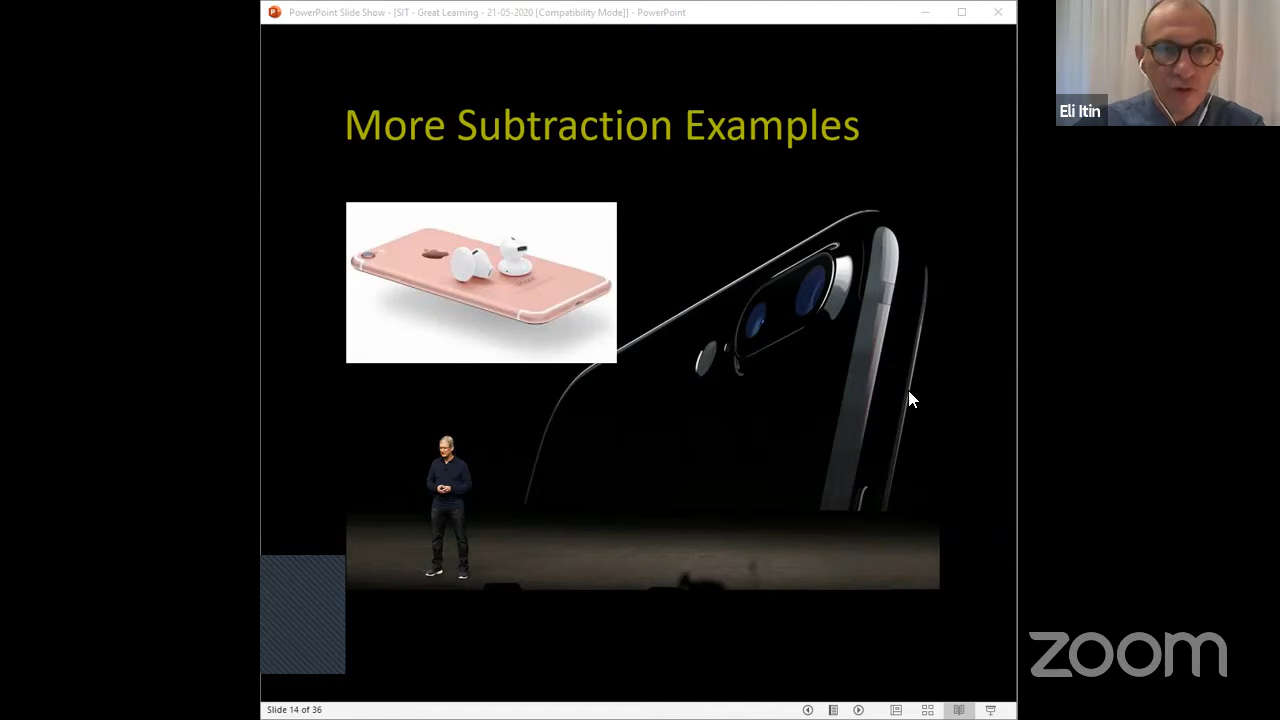 PowerPoint Slide Show - [SIT - Great Learning - 21-05-2020 [Compatibility Mode]] - PowerPoint
Eli Itin
More Subtraction Examples
zoom
Slide 14 of 36